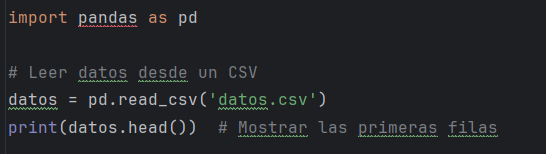 import pandas as pd
# Leer datos desde un CSV
datos = pd.read_csv('datos.csv')
print(datos.head())  # Mostrar las primeras filas